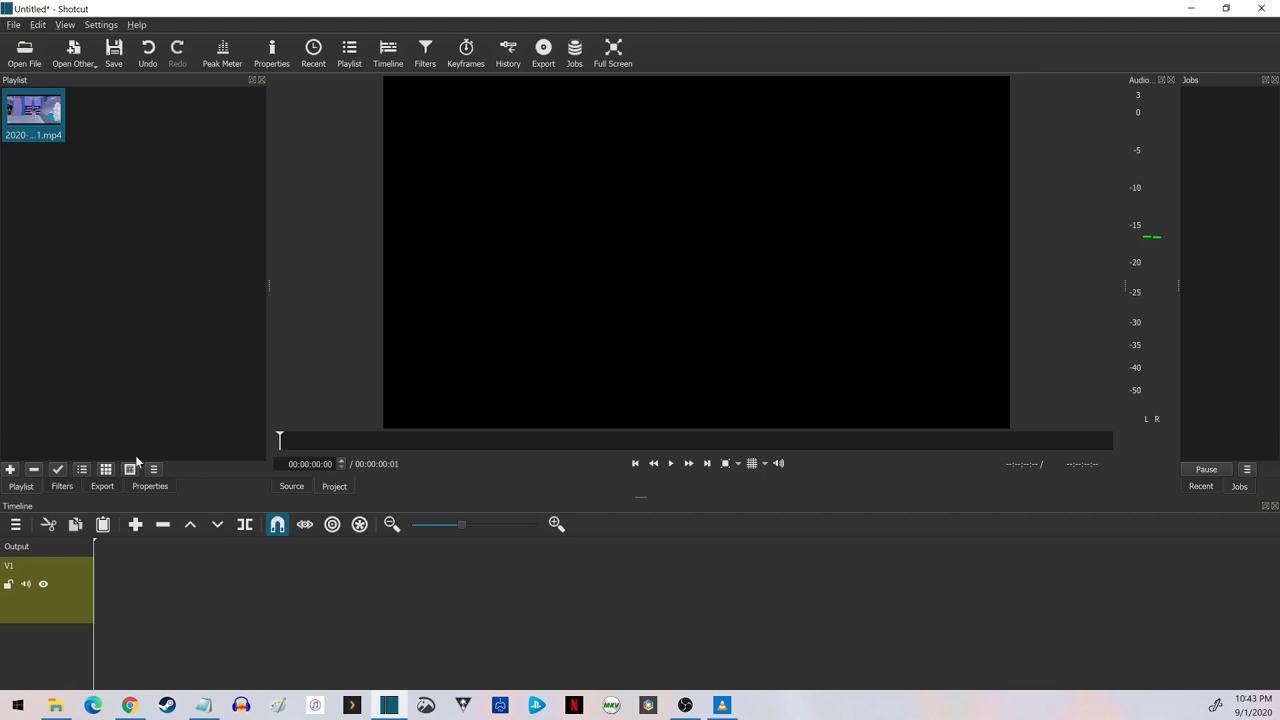 Untitled* - Shotcut
File Edit View Settings Help
Open File Open Other.. Save Undo Redo Peak Meter Properties Recent Playlist Timeline Filters Keyframes History Export Jobs Full Screen
Playlist Audio... Jobs
2020-...1.mp4
3
0
-5
-10
-15
-20
-25
-30
-35
-40
-50
L R
00:00:00:00 / 00:00:00:01 --:--:--:-- / --:--:--:--
Pause
Playlist Filters Export Properties Source Project Recent Jobs
Timeline
Output
V1
10:43 PM
9/1/2020